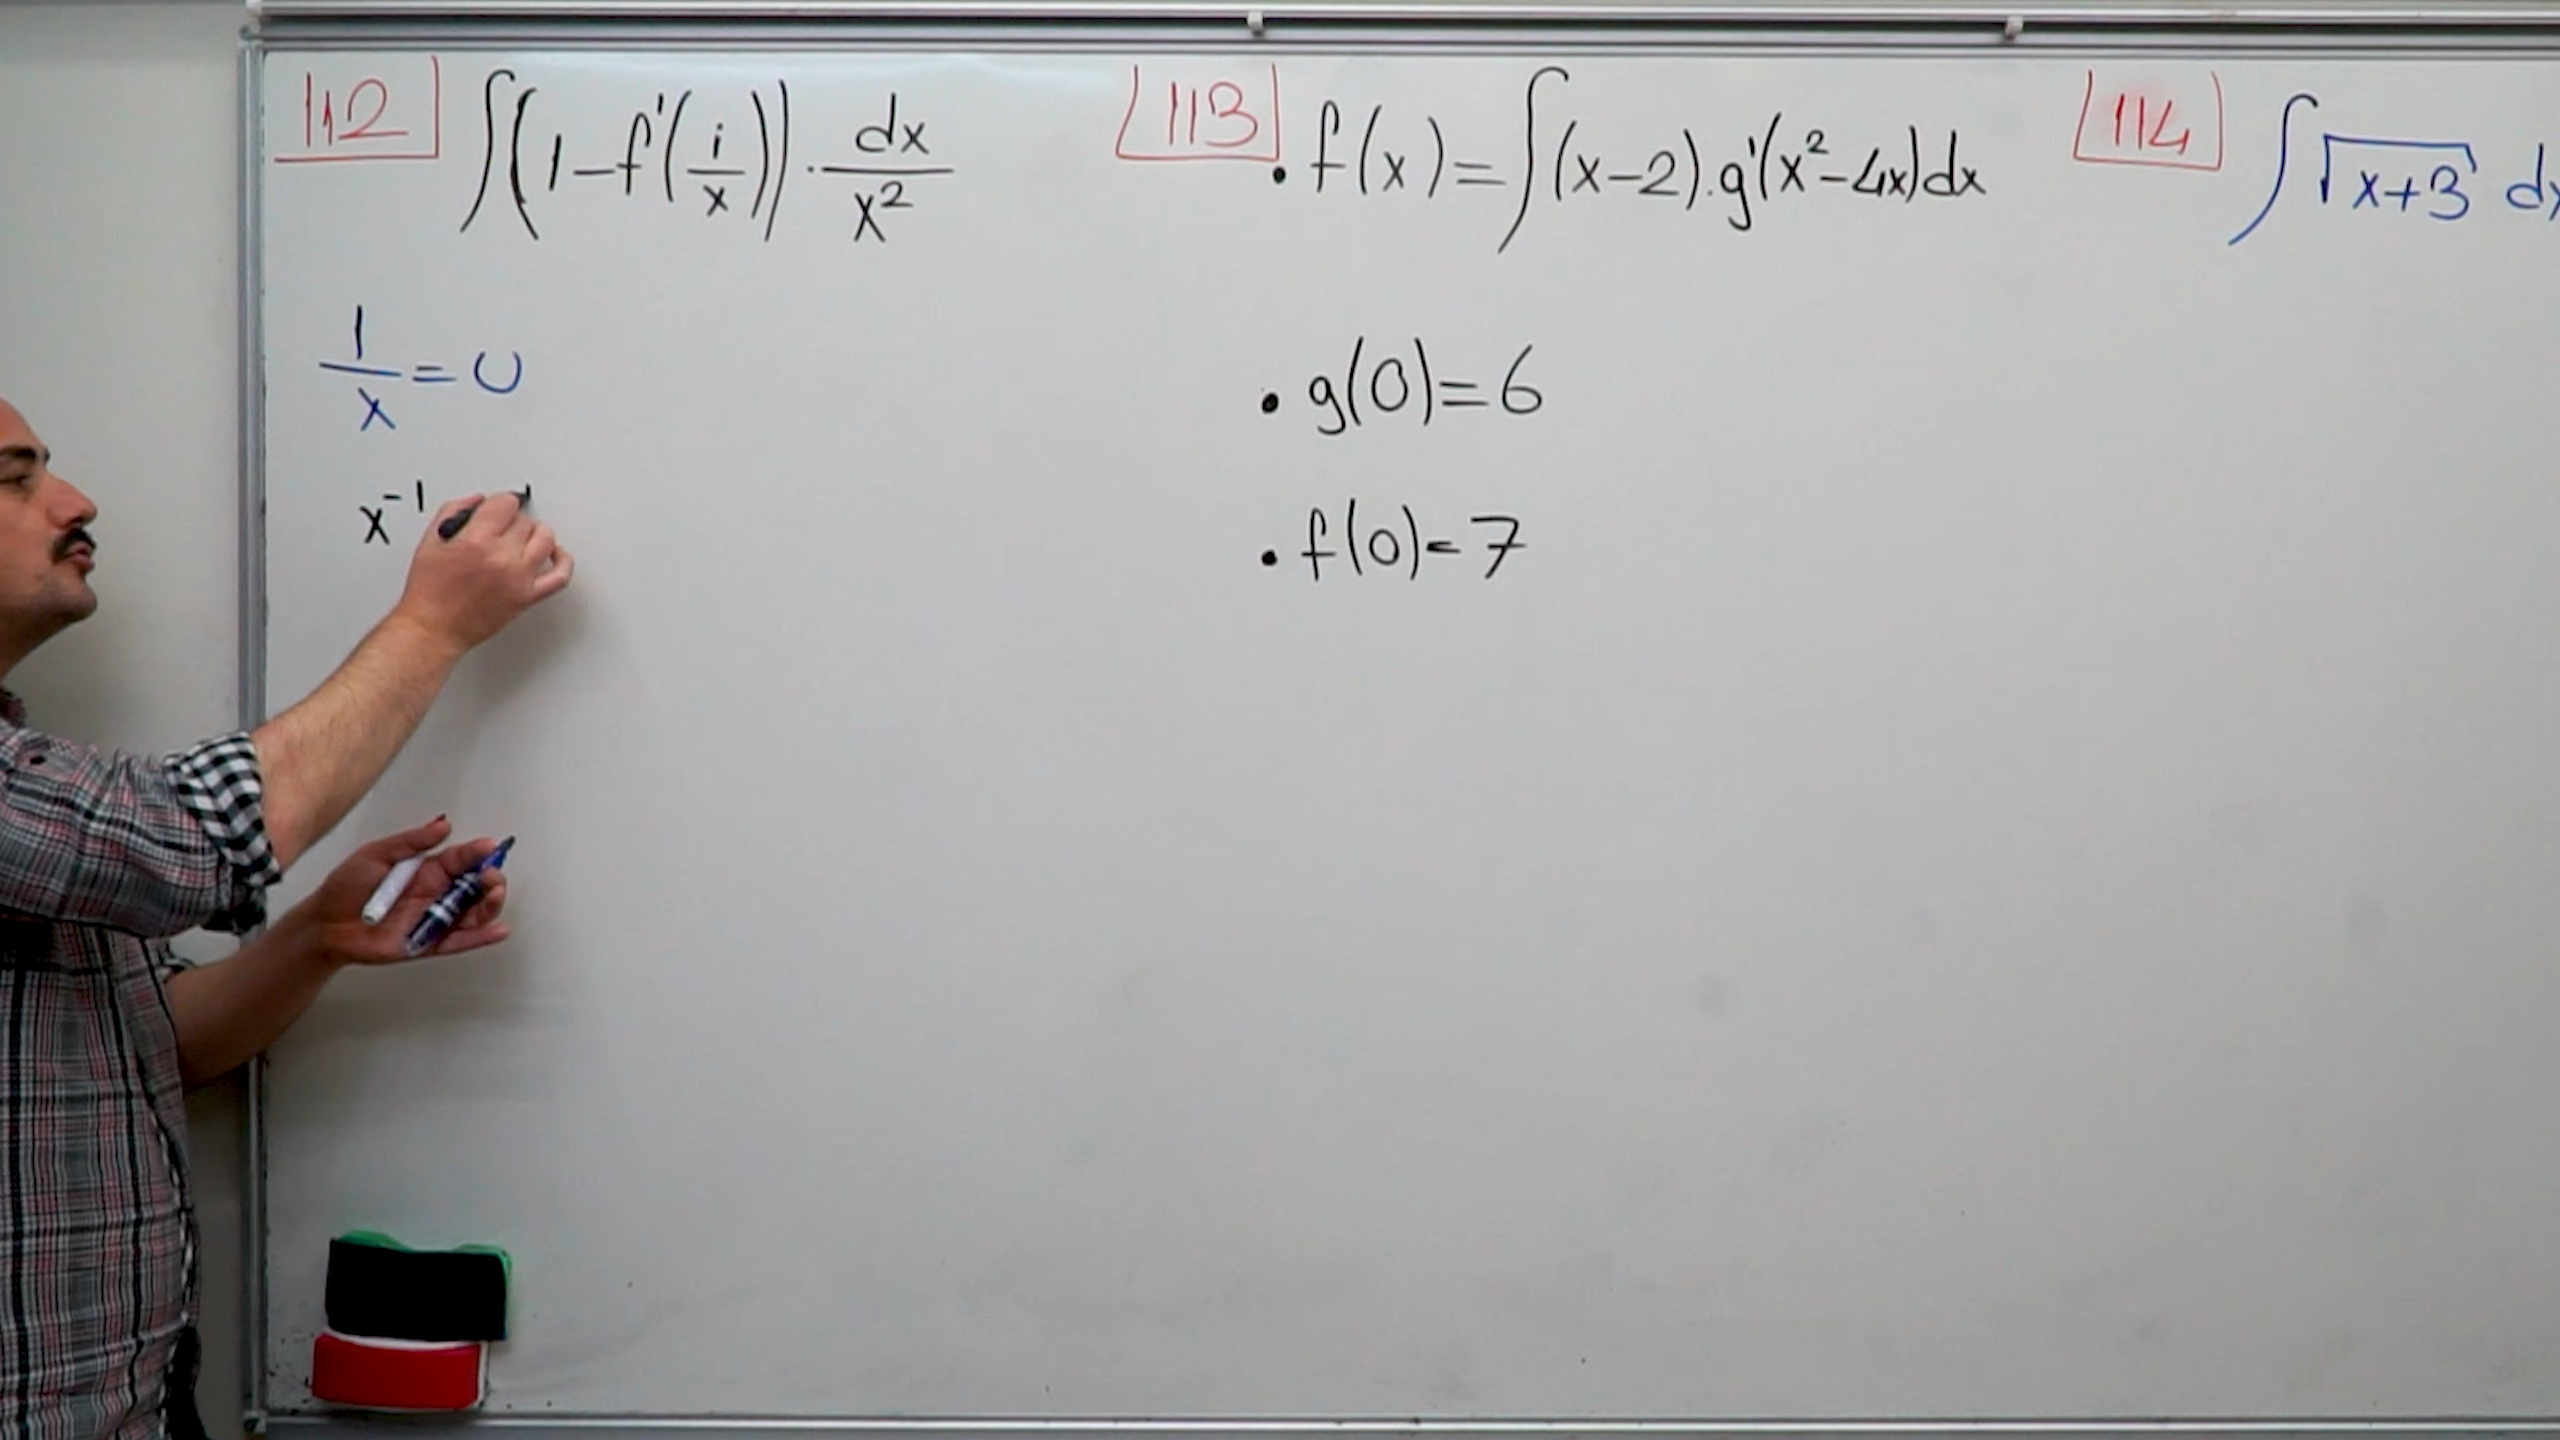 112 ∫(1-f'(1/x)) · dx/x²
1/x = u
x⁻¹
113 • f(x)=∫(x-2).g'(x²-4x)dx
• g(0)=6
• f(0)=7
114 ∫√(x+3) dx